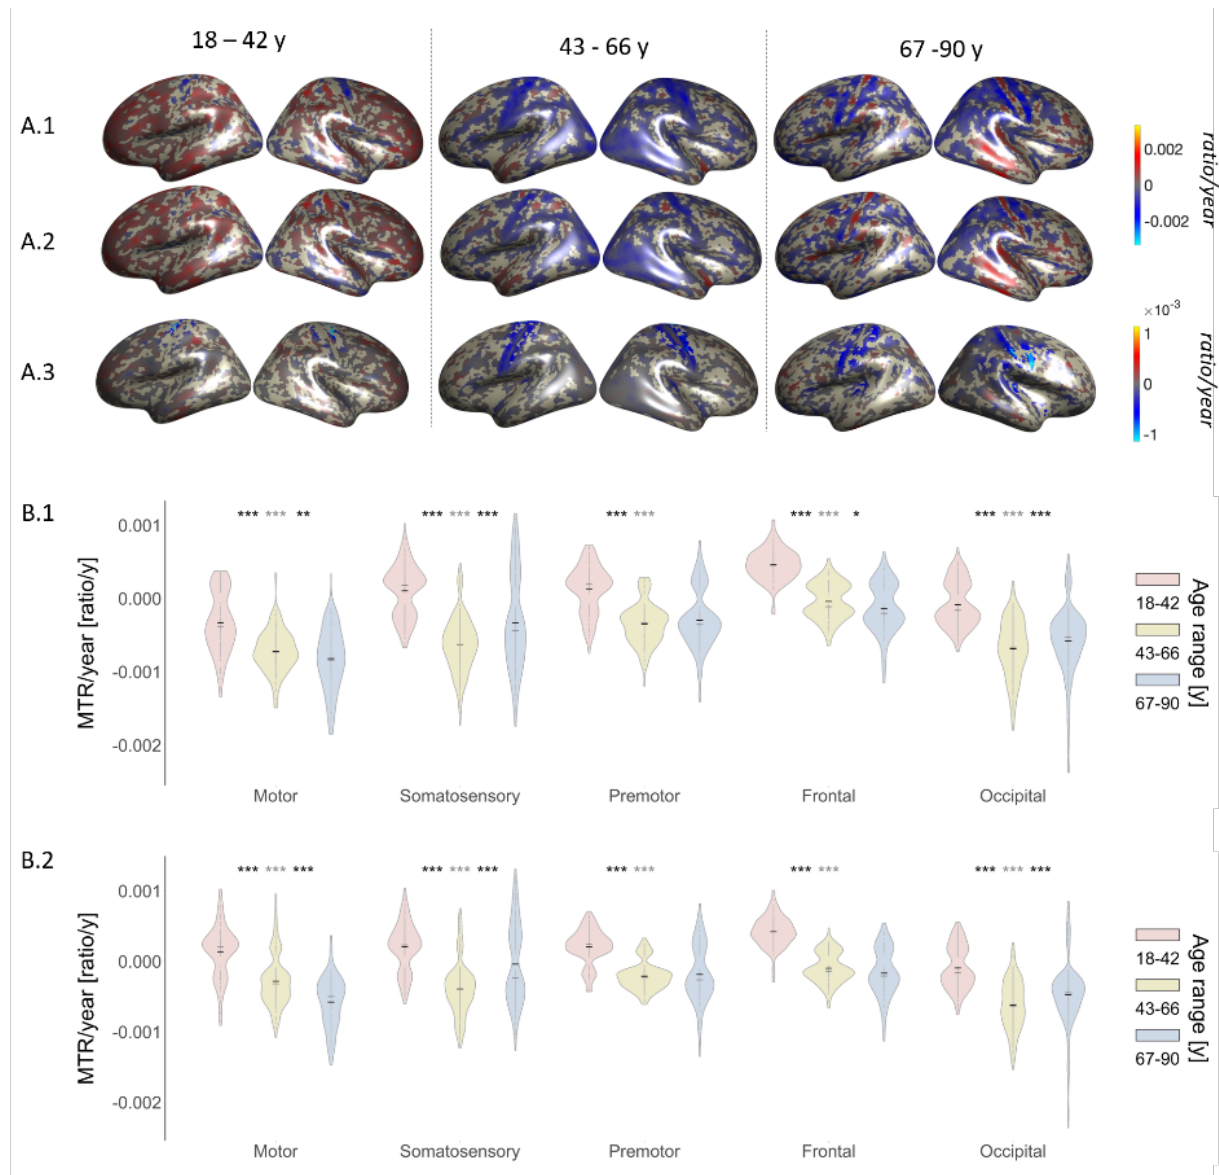 18 – 42 y
43 - 66 y
67 -90 y
A.1
0.002
0
-0.002
ratio/year
A.2
A.3
×10⁻³
1
0
-1
ratio/year
B.1
*** *** **
*** *** ***
*** ***
*** *** *
*** *** ***
MTR/year [ratio/y]
0.001
0.000
-0.001
-0.002
Motor
Somatosensory
Premotor
Frontal
Occipital
18-42
43-66
67-90
Age range [y]
B.2
*** *** ***
*** *** ***
*** ***
*** ***
*** *** ***
MTR/year [ratio/y]
0.001
0.000
-0.001
-0.002
Motor
Somatosensory
Premotor
Frontal
Occipital
18-42
43-66
67-90
Age range [y]